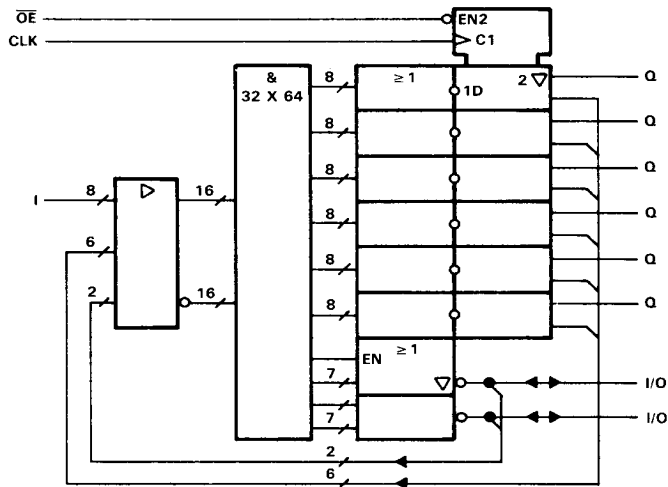 OE EN2
CLK C1
&
32 X 64
8 ≥ 1 1D 2 ▽ Q
8 Q
8 Q
I 8 ▷ 16 8 Q
6 8 Q
2 16 8 Q
EN ≥ 1
7 ▽ I/O
7 I/O
2
6